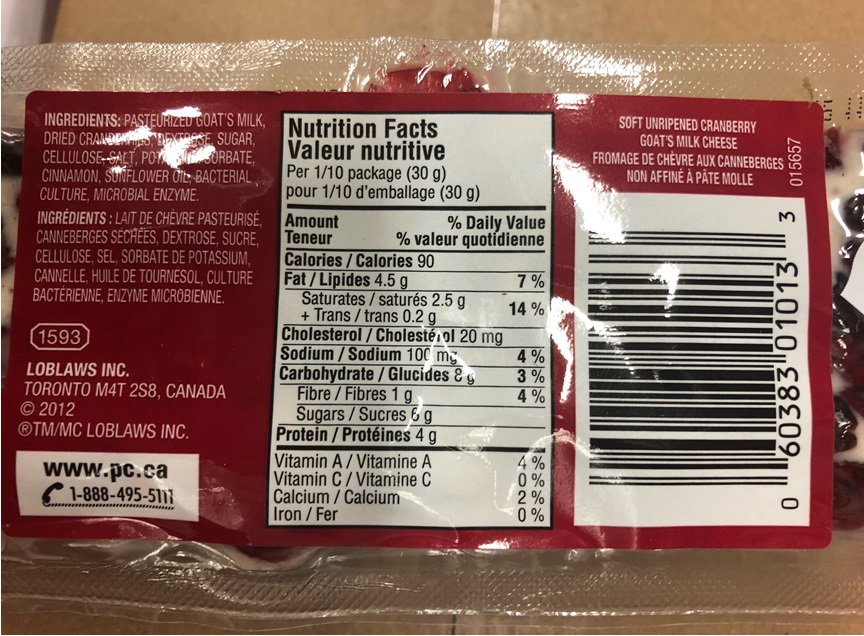 INGREDIENTS: PASTEURIZED GOAT'S MILK,
DRIED CRANBERRIES, DEXTROSE, SUGAR,
CELLULOSE, SALT, POTASSIUM SORBATE,
CINNAMON, SUNFLOWER OIL, BACTERIAL
CULTURE, MICROBIAL ENZYME.
INGRÉDIENTS : LAIT DE CHÈVRE PASTEURISÉ,
CANNEBERGES SÉCHÉES, DEXTROSE, SUCRE,
CELLULOSE, SEL, SORBATE DE POTASSIUM,
CANNELLE, HUILE DE TOURNESOL, CULTURE
BACTÉRIENNE, ENZYME MICROBIENNE.
1593
LOBLAWS INC.
TORONTO M4T 2S8, CANADA
© 2012
®TM/MC LOBLAWS INC.
www.pc.ca
1-888-495-5111
Nutrition Facts
Valeur nutritive
Per 1/10 package (30 g)
pour 1/10 d'emballage (30 g)
Amount % Daily Value
Teneur % valeur quotidienne
Calories / Calories 90
Fat / Lipides 4.5 g 7 %
Saturates / saturés 2.5 g
+ Trans / trans 0.2 g 14 %
Cholesterol / Cholestérol 20 mg
Sodium / Sodium 100 mg 4 %
Carbohydrate / Glucides 8 g 3 %
Fibre / Fibres 1 g 4 %
Sugars / Sucres 6 g
Protein / Protéines 4 g
Vitamin A / Vitamine A 4 %
Vitamin C / Vitamine C 0 %
Calcium / Calcium 2 %
Iron / Fer 0 %
SOFT UNRIPENED CRANBERRY
GOAT'S MILK CHEESE
FROMAGE DE CHÈVRE AUX CANNEBERGES
NON AFFINÉ À PÂTE MOLLE
015657
0 60383 01013 3